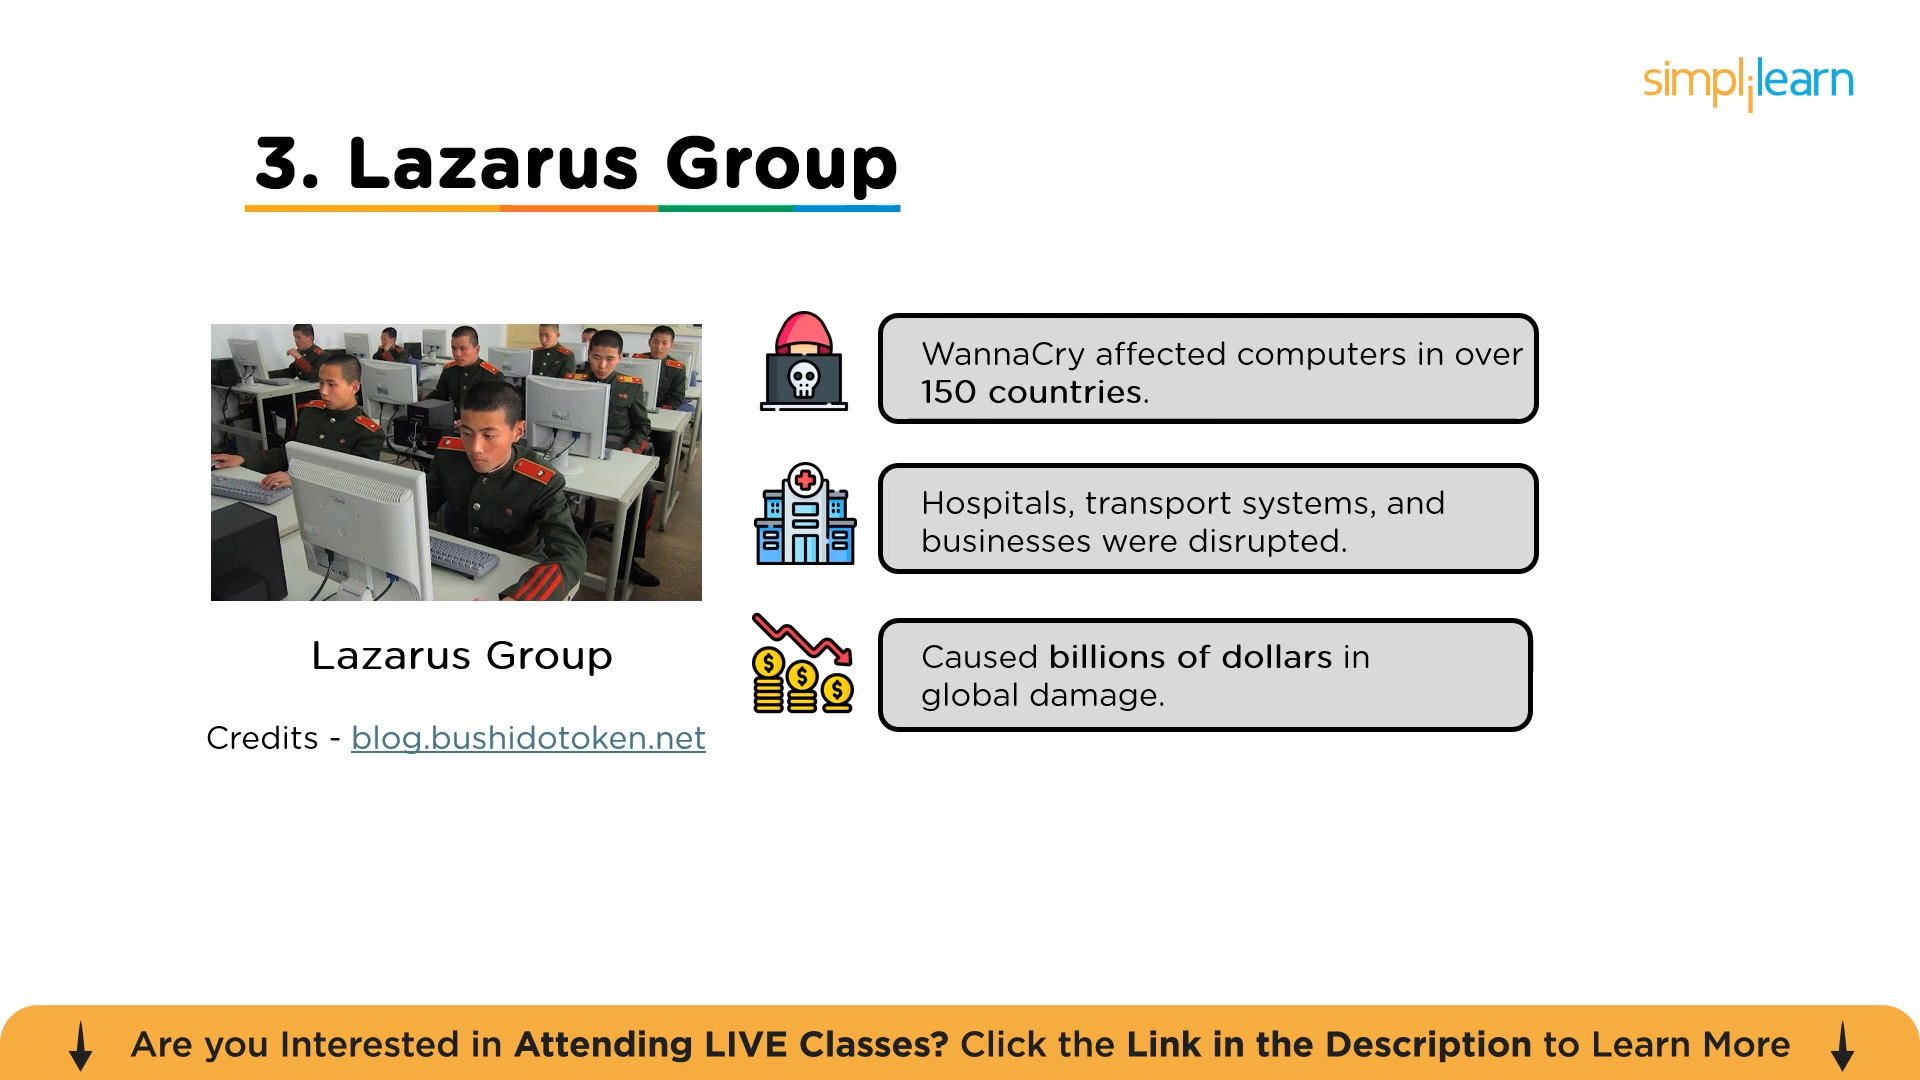 simplilearn
3. Lazarus Group
WannaCry affected computers in over
150 countries.
Hospitals, transport systems, and
businesses were disrupted.
Caused billions of dollars in
global damage.
Lazarus Group
Credits - blog.bushidotoken.net
Are you Interested in Attending LIVE Classes? Click the Link in the Description to Learn More